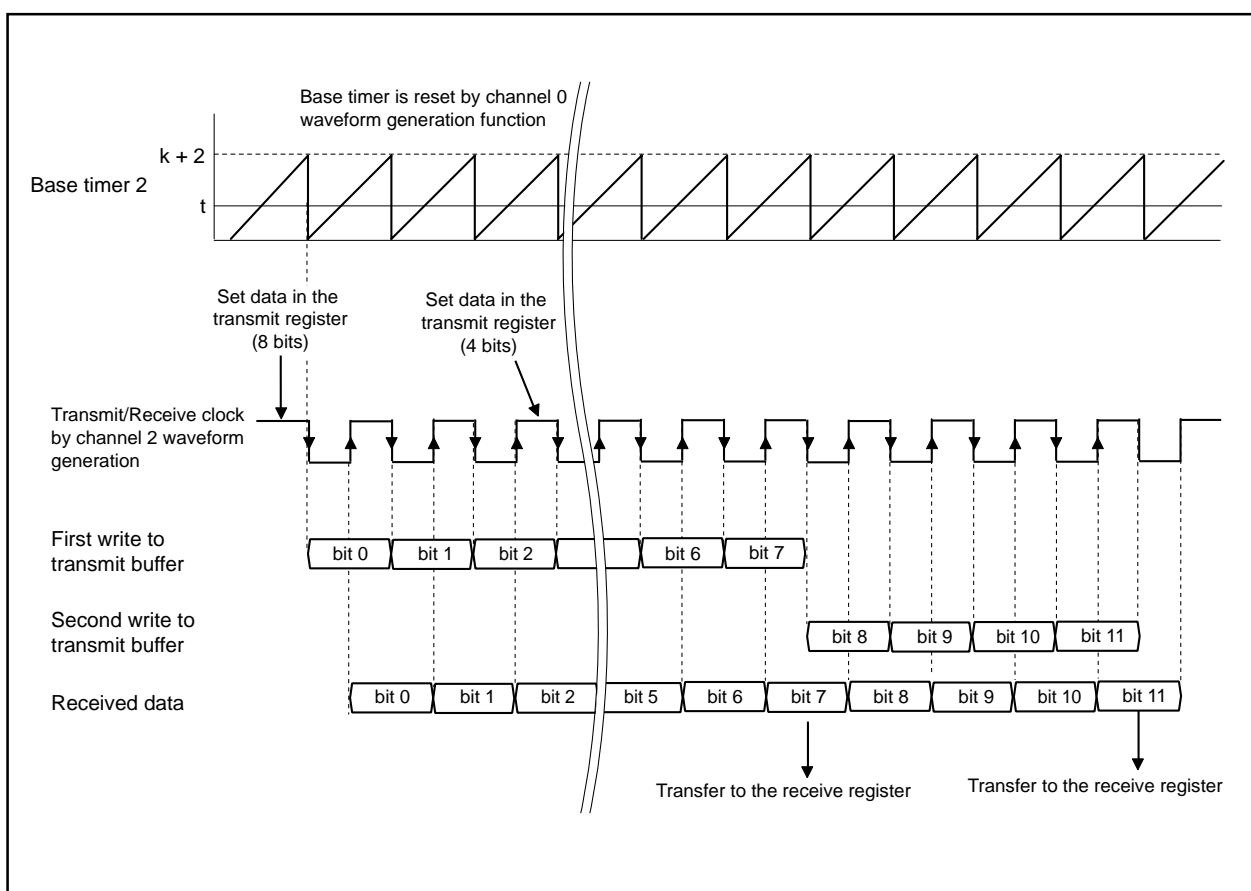 Base timer is reset by channel 0
waveform generation function
k + 2
Base timer 2
t
Set data in the
transmit register
(8 bits)
Set data in the
transmit register
(4 bits)
Transmit/Receive clock
by channel 2 waveform
generation
First write to
transmit buffer
bit 0 bit 1 bit 2 bit 6 bit 7
Second write to
transmit buffer
bit 8 bit 9 bit 10 bit 11
Received data
bit 0 bit 1 bit 2 bit 5 bit 6 bit 7 bit 8 bit 9 bit 10 bit 11
Transfer to the receive register
Transfer to the receive register